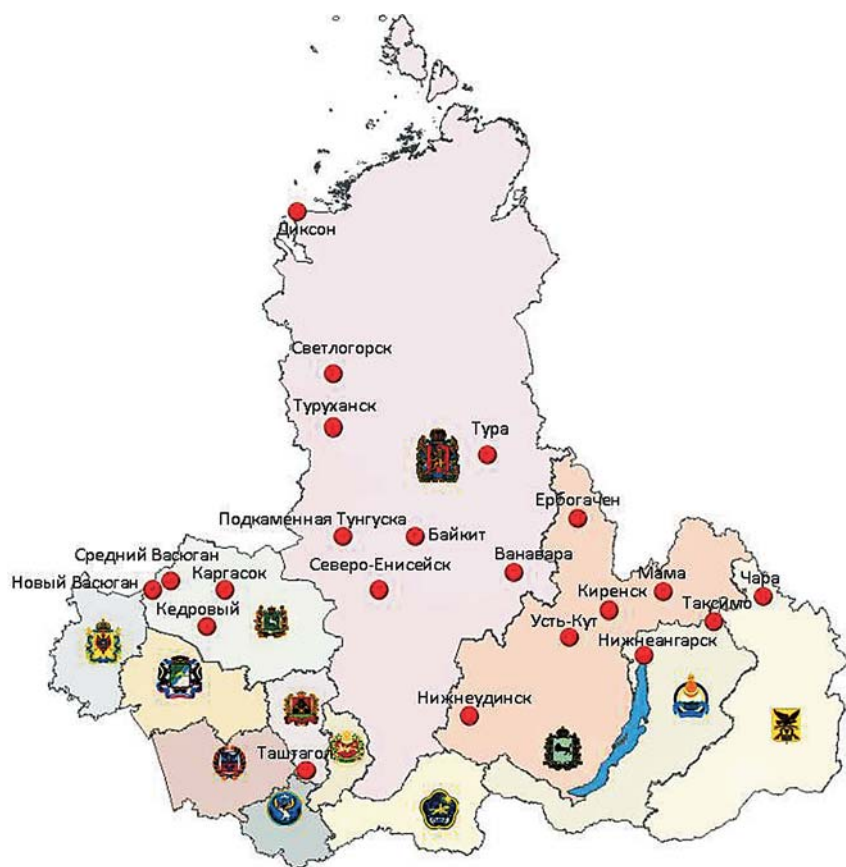 Диксон
Светлогорск
Туруханск
Тура
Ербогачен
Подкаменная Тунгуска
Байкит
Ванавара
Средний Васюган
Новый Васюган
Каргасок
Северо-Енисейск
Мама
Чара
Киренск
Кедровый
Таксимо
Усть-Кут
Нижнеангарск
Нижнеудинск
Таштагол